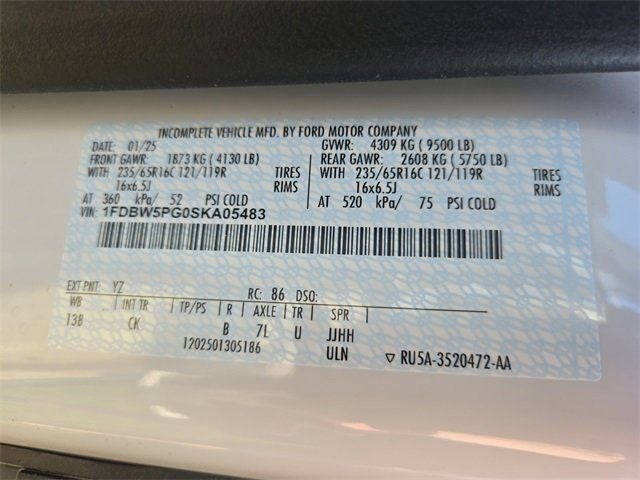 INCOMPLETE VEHICLE MFD. BY FORD MOTOR COMPANY
DATE: 01/25 GVWR: 4309 KG ( 9500 LB)
FRONT GAWR: 1873 KG ( 4130 LB) REAR GAWR: 2608 KG ( 5750 LB)
WITH 235/65R16C 121/119R TIRES WITH 235/65R16C 121/119R TIRES
16x6.5J RIMS 16x6.5J RIMS
AT 360 kPa/ 52 PSI COLD AT 520 kPa/ 75 PSI COLD
VIN: 1FDBW5PG0SKA05483
EXT PNT: YZ RC: 86 DSO:
WB INT TR TP/PS R AXLE TR SPR
138 CK B 7L U JJHH
1202501305186 ULN ▽ RU5A-3520472-AA